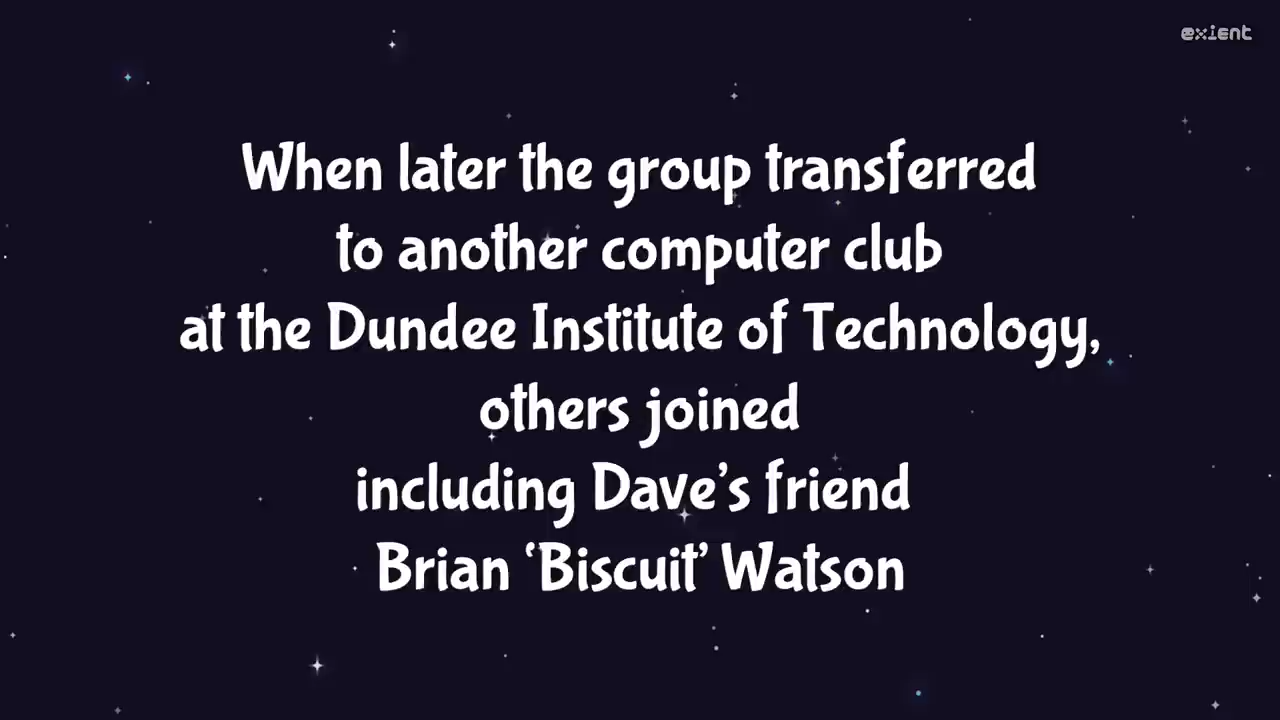 exient
When later the group transferred
to another computer club
at the Dundee Institute of Technology,
others joined
including Dave's friend
Brian ‘Biscuit’ Watson